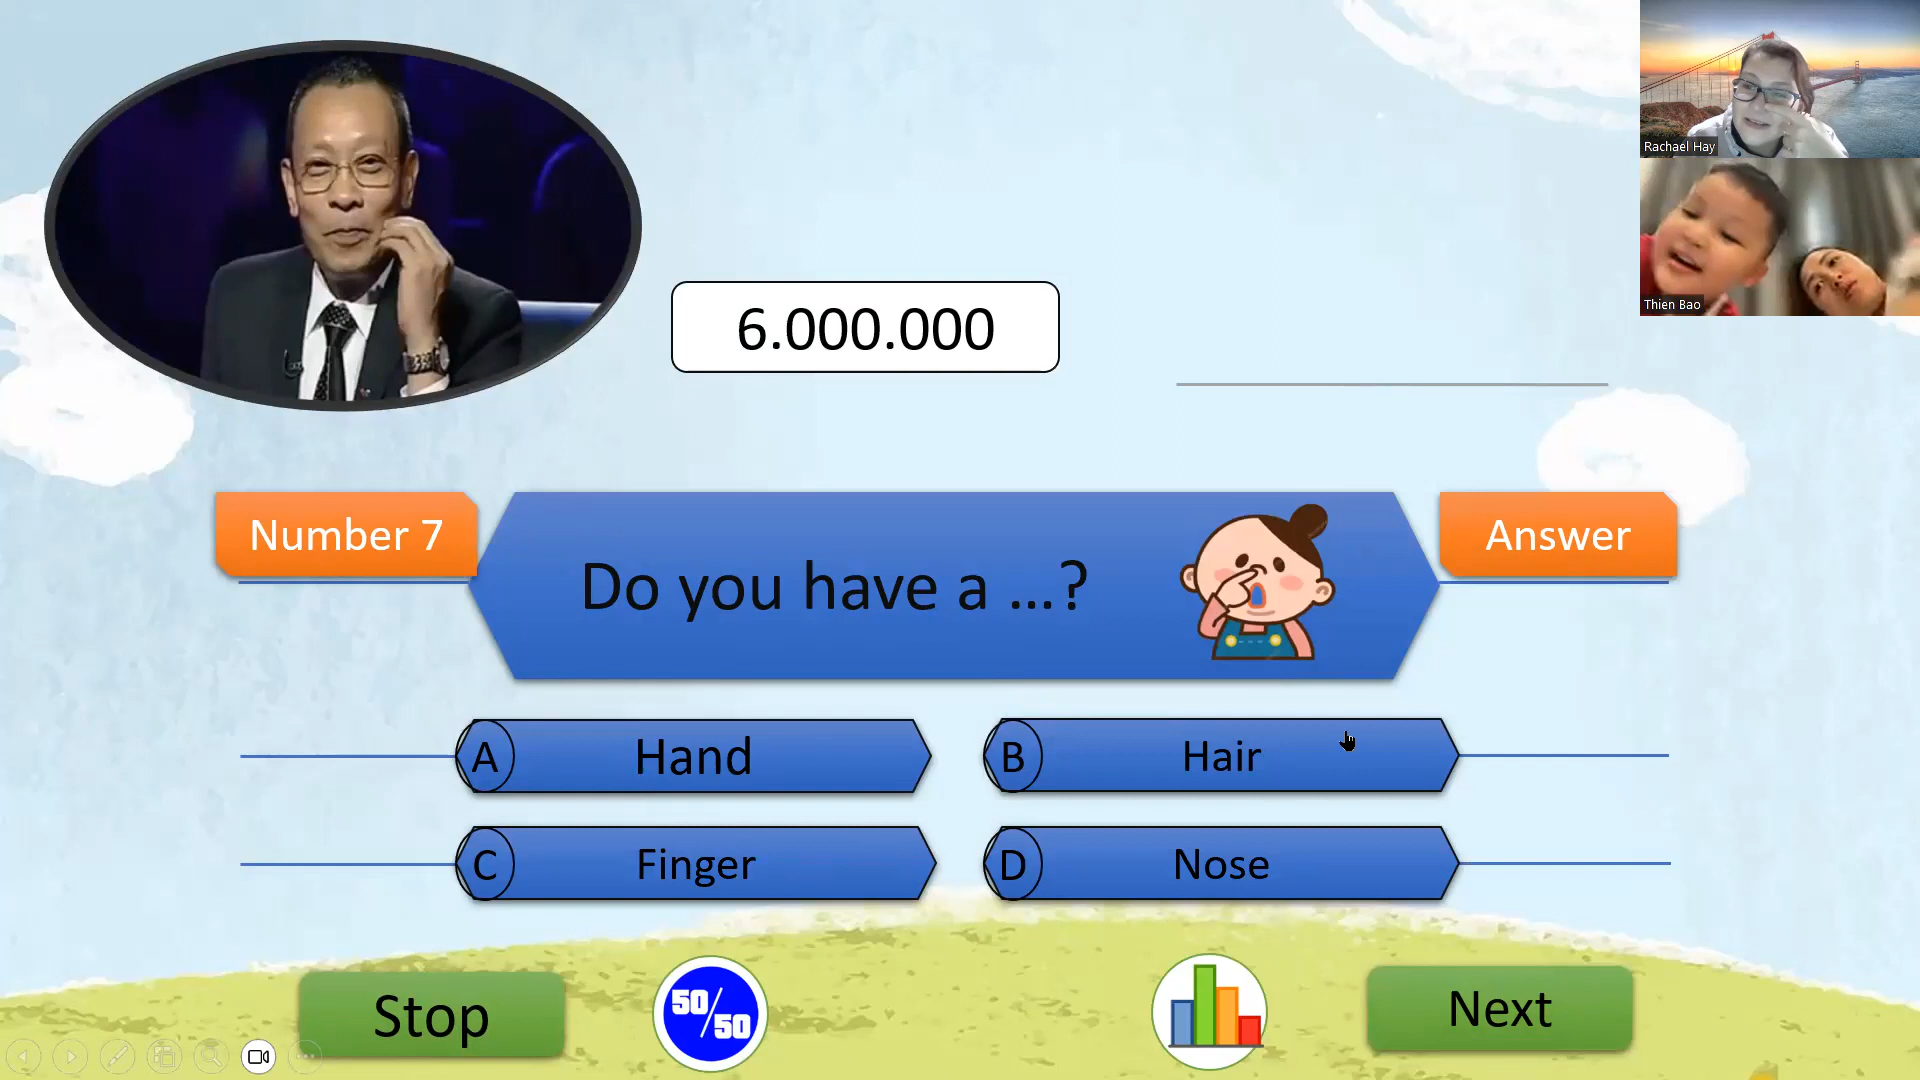 Rachael Hay
Thien Bao
6.000.000
Number 7
Do you have a ...?
Answer
A Hand
B Hair
C Finger
D Nose
Stop
50/50
Next